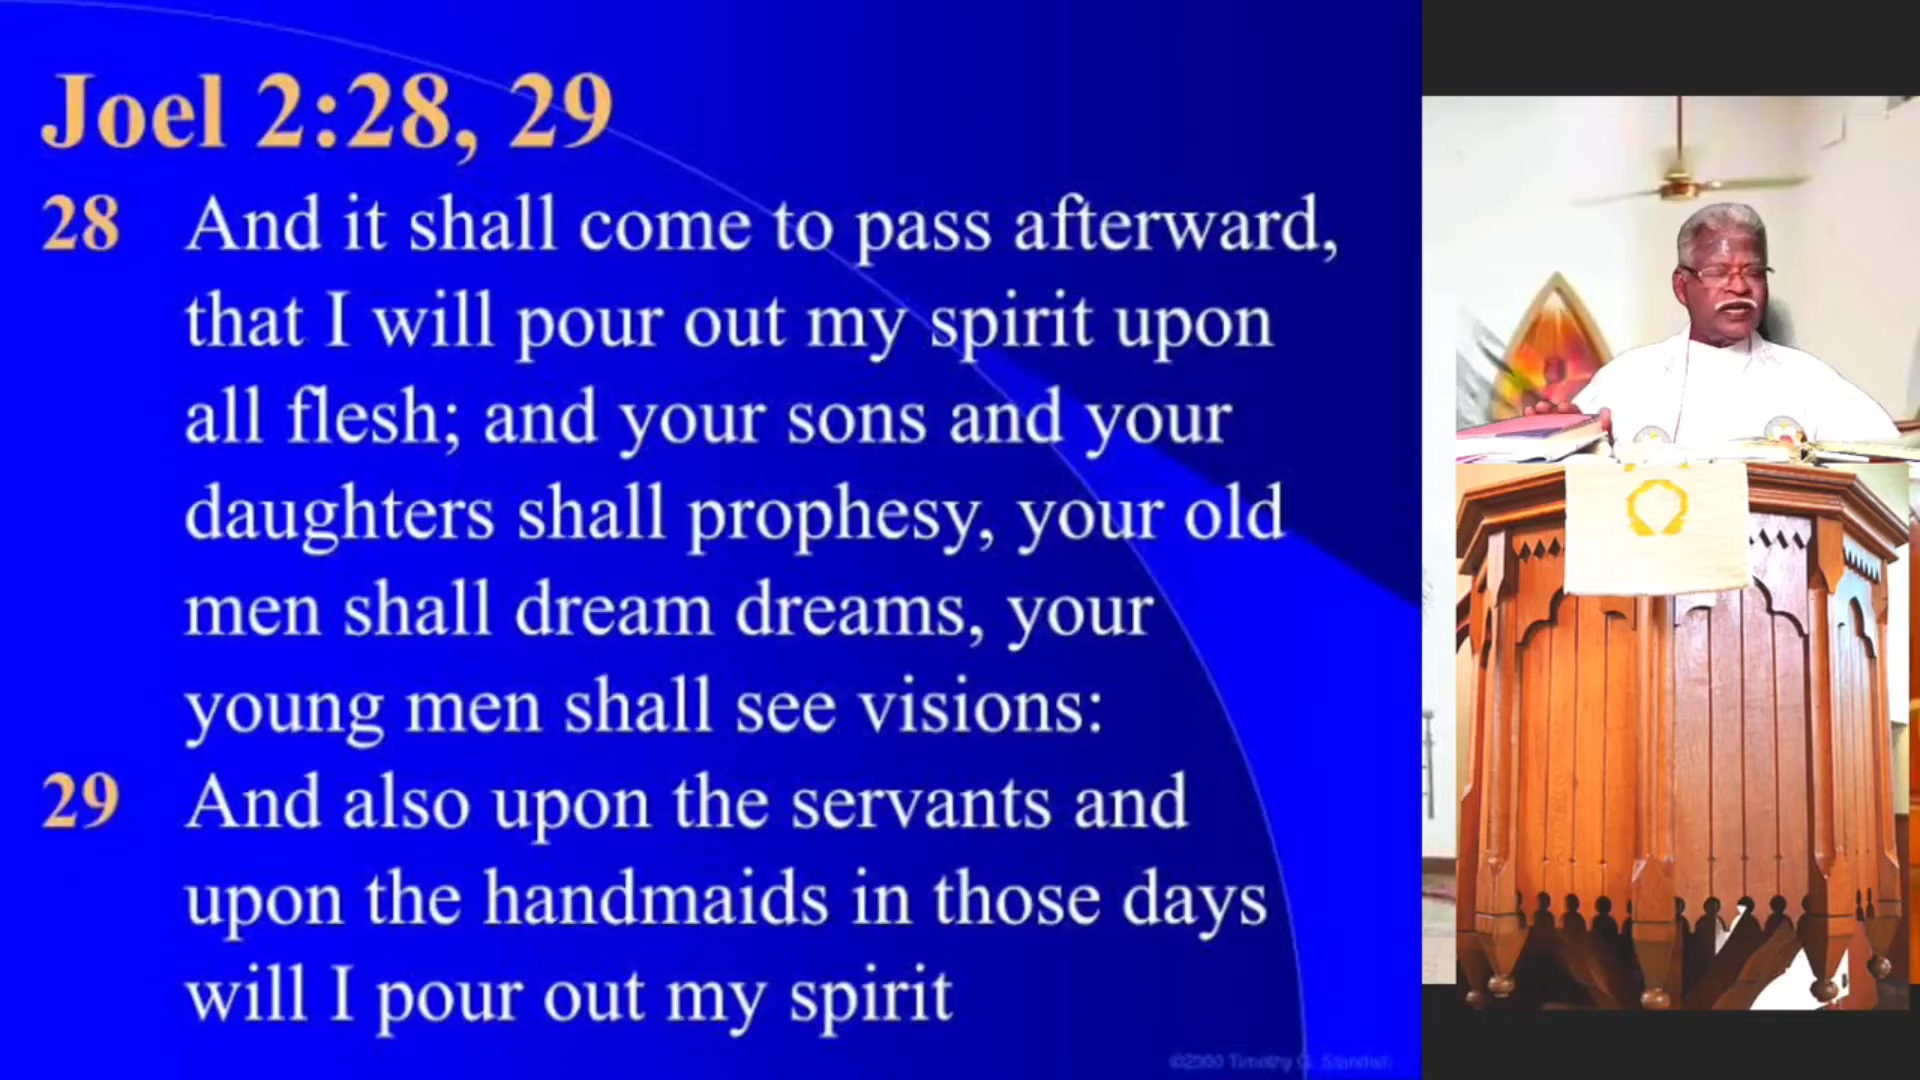 Joel 2:28, 29
28 And it shall come to pass afterward,
that I will pour out my spirit upon
all flesh; and your sons and your
daughters shall prophesy, your old
men shall dream dreams, your
young men shall see visions:
29 And also upon the servants and
upon the handmaids in those days
will I pour out my spirit
©2000 Timothy G. Standish